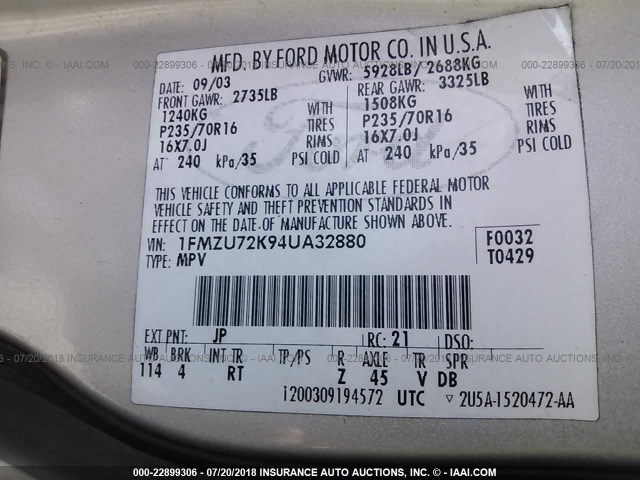 MFD. BY FORD MOTOR CO. IN U.S.A.
DATE: 09/03 GVWR: 5928LB/ 2688KG
FRONT GAWR: 2735LB REAR GAWR: 3325LB
1240KG WITH 1508KG WITH
P235/70R16 TIRES P235/70R16 TIRES
16X7.0J RIMS 16X7.0J RIMS
AT 240 kPa/35 PSI COLD AT 240 kPa/35 PSI COLD
THIS VEHICLE CONFORMS TO ALL APPLICABLE FEDERAL MOTOR
VEHICLE SAFETY AND THEFT PREVENTION STANDARDS IN
EFFECT ON THE DATE OF MANUFACTURE SHOWN ABOVE.
VIN: 1FMZU72K94UA32880 F0032
TYPE: MPV T0429
EXT PNT: JP RC: 21 DSO:
WB BRK INT TR TP/PS R AXLE TR SPR
114 4 RT Z 45 V DB
1200309194572 UTC ▽ 2U5A-1520472-AA
000-22899306 - 07/20/2018 INSURANCE AUTO AUCTIONS, INC. - © - IAAI.COM